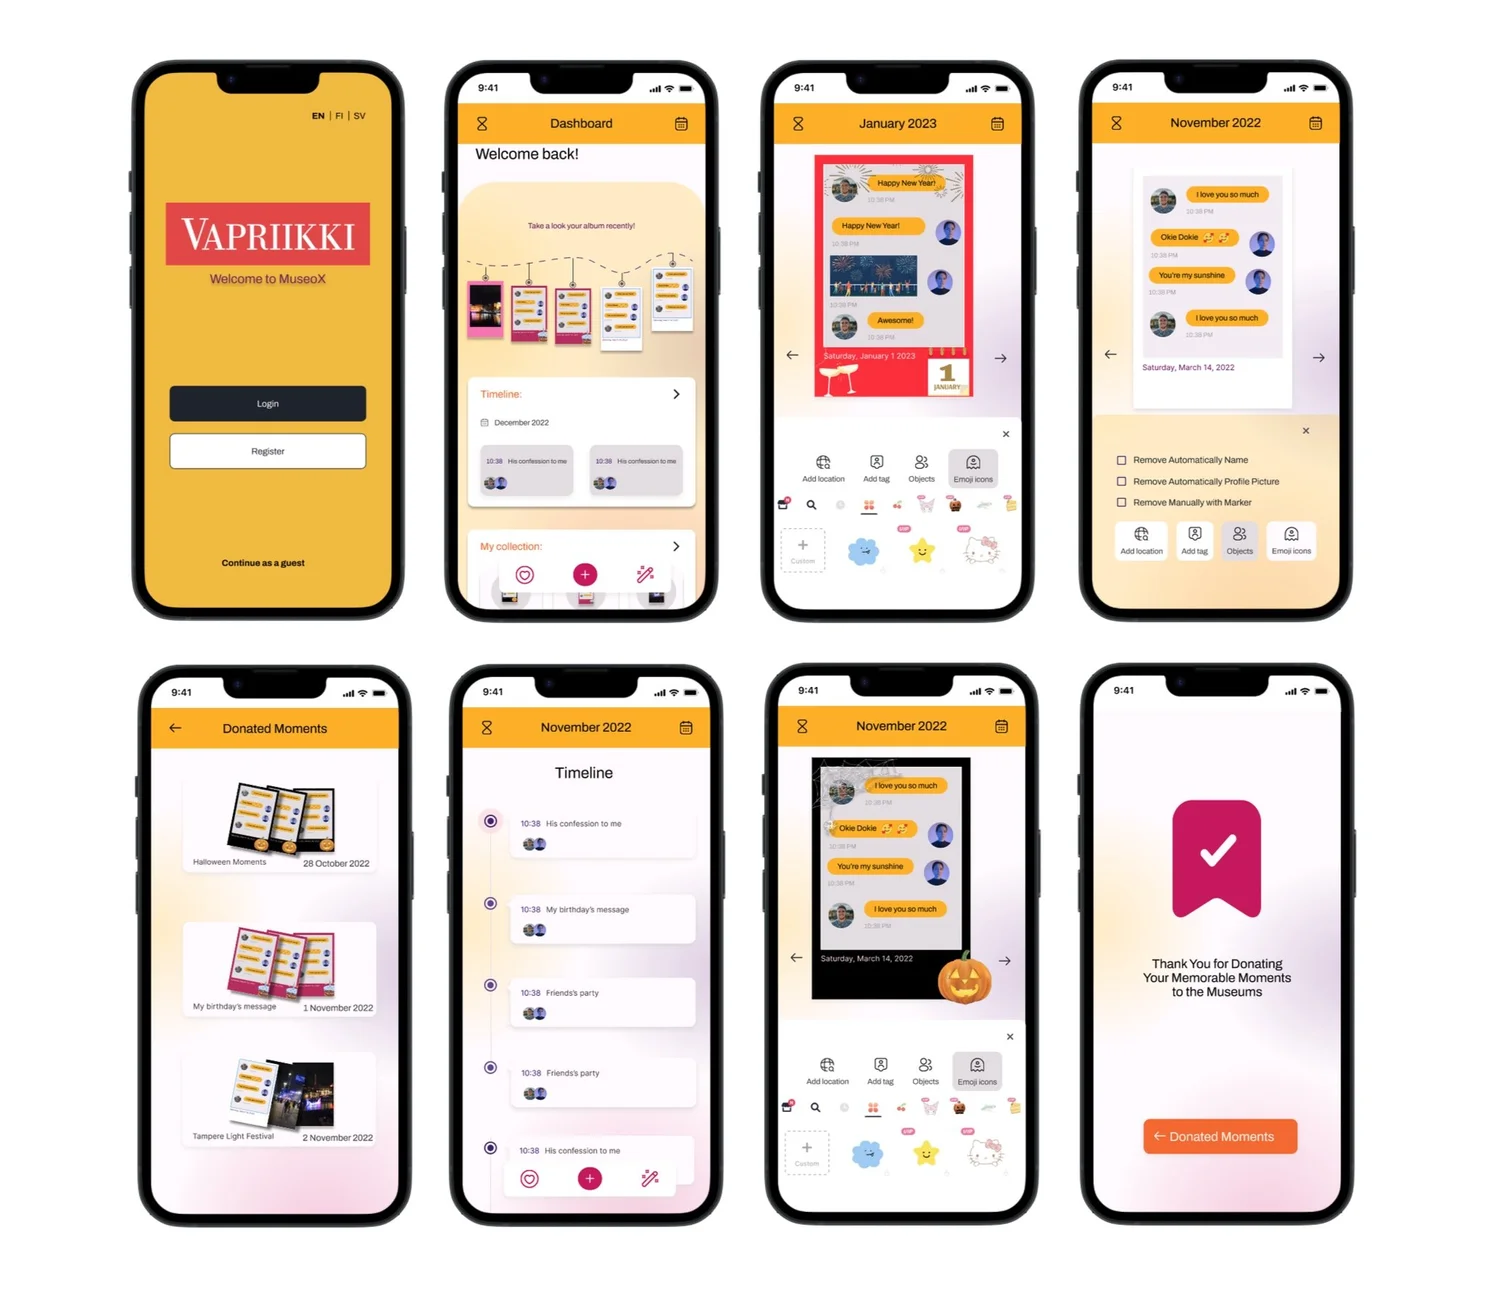 EN | FI | SV
VAPRIIKKI
Welcome to MuseoX
Login
Register
Continue as a guest
9:41
Dashboard
Welcome back!
Take a look your album recently!
Timeline:
December 2022
10:38 His confession to me
10:38 His confession to me
My collection:
9:41
January 2023
Happy New Year!
10:38 PM
Happy New Year!
10:38 PM
10:38 PM
Awesome!
10:38 PM
Saturday, January 1 2023
1
JANUARY
Add location
Add tag
Objects
Emoji icons
Custom
9:41
November 2022
I love you so much
10:38 PM
Okie Dokie
10:38 PM
You're my sunshine
10:38 PM
I love you so much
10:38 PM
Saturday, March 14, 2022
Remove Automatically Name
Remove Automatically Profile Picture
Remove Manually with Marker
Add location
Add tag
Objects
Emoji icons
9:41
Donated Moments
Halloween Moments
28 October 2022
My birthday's message
1 November 2022
Tampere Light Festival
2 November 2022
9:41
November 2022
Timeline
10:38 His confession to me
10:38 My birthday's message
10:38 Friends's party
10:38 Friends's party
10:38 His confession to me
9:41
November 2022
I love you so much
10:38 PM
Okie Dokie
10:38 PM
You're my sunshine
10:38 PM
I love you so much
10:38 PM
Saturday, March 14, 2022
Add location
Add tag
Objects
Emoji icons
Custom
9:41
Thank You for Donating
Your Memorable Moments
to the Museums
Donated Moments